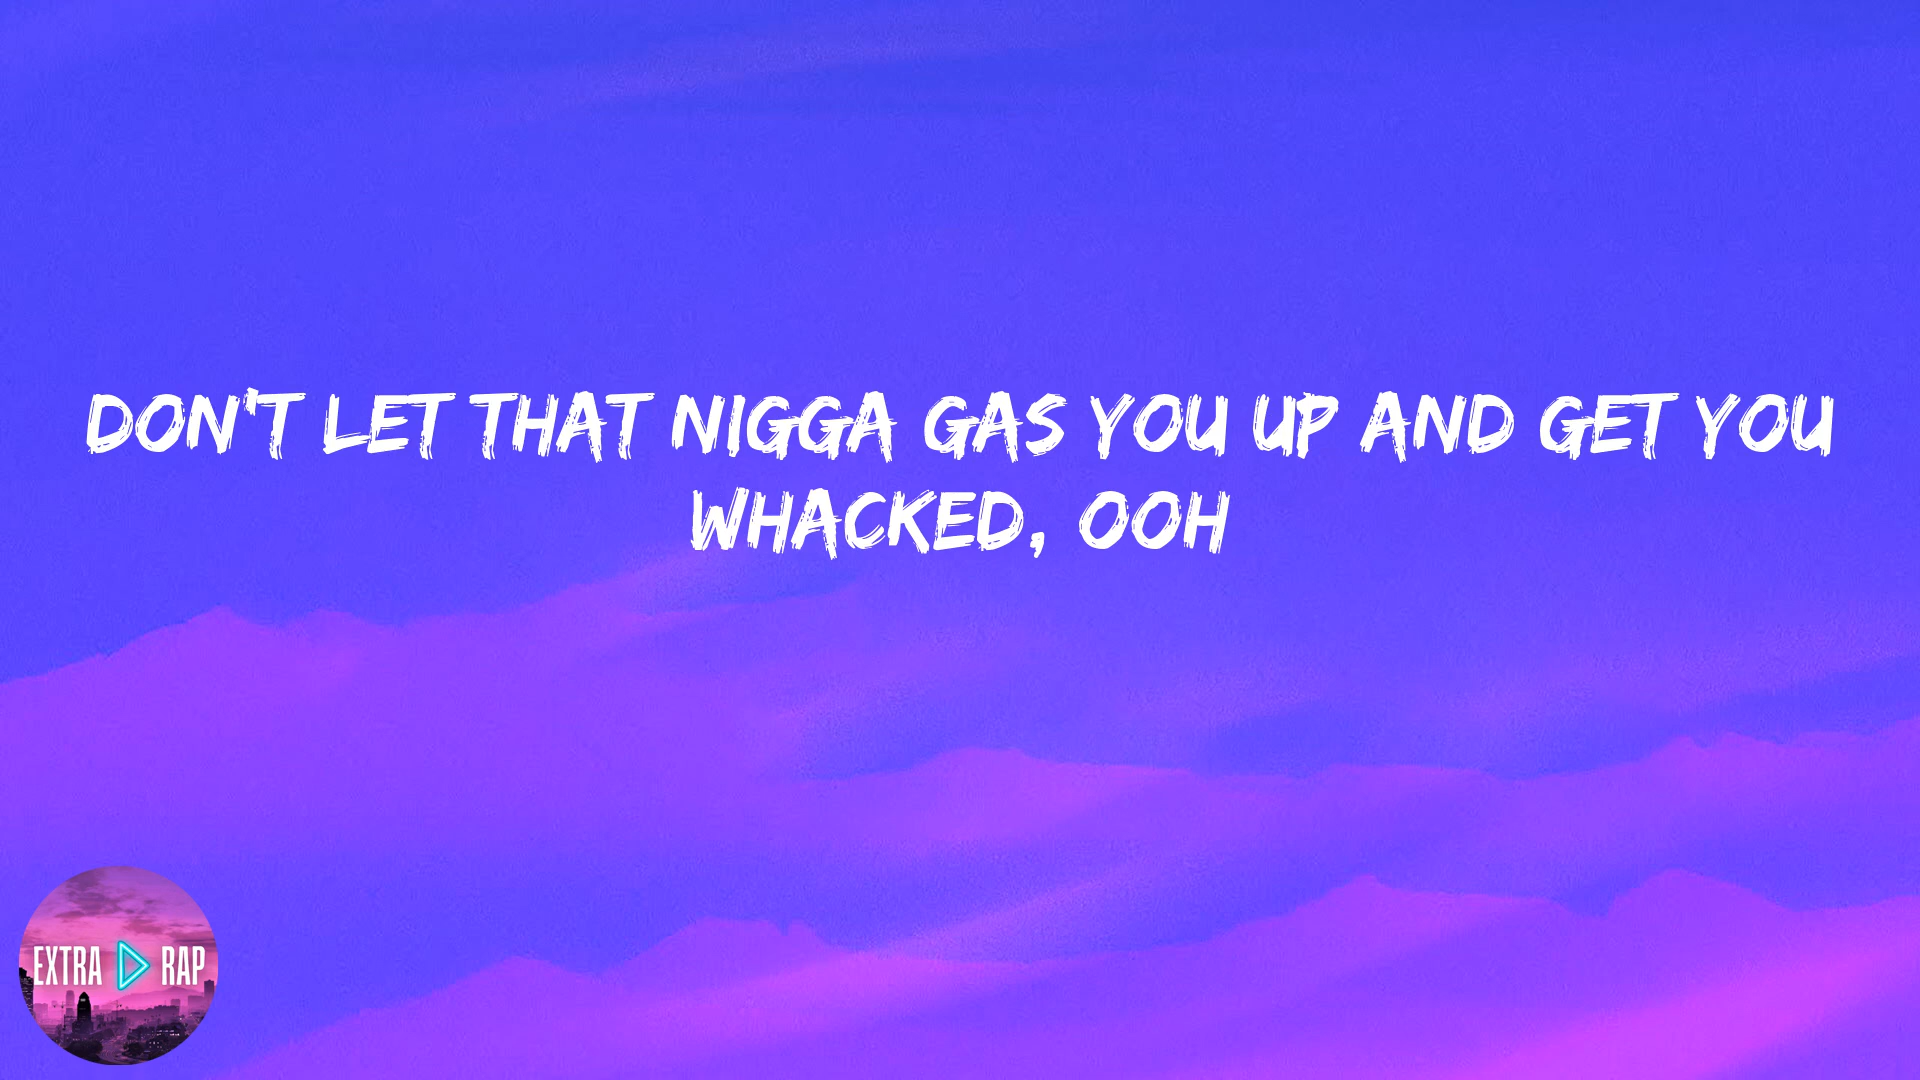 DON'T LET THAT NIGGA GAS YOU UP AND GET YOU
WHACKED, OOH
EXTRA RAP